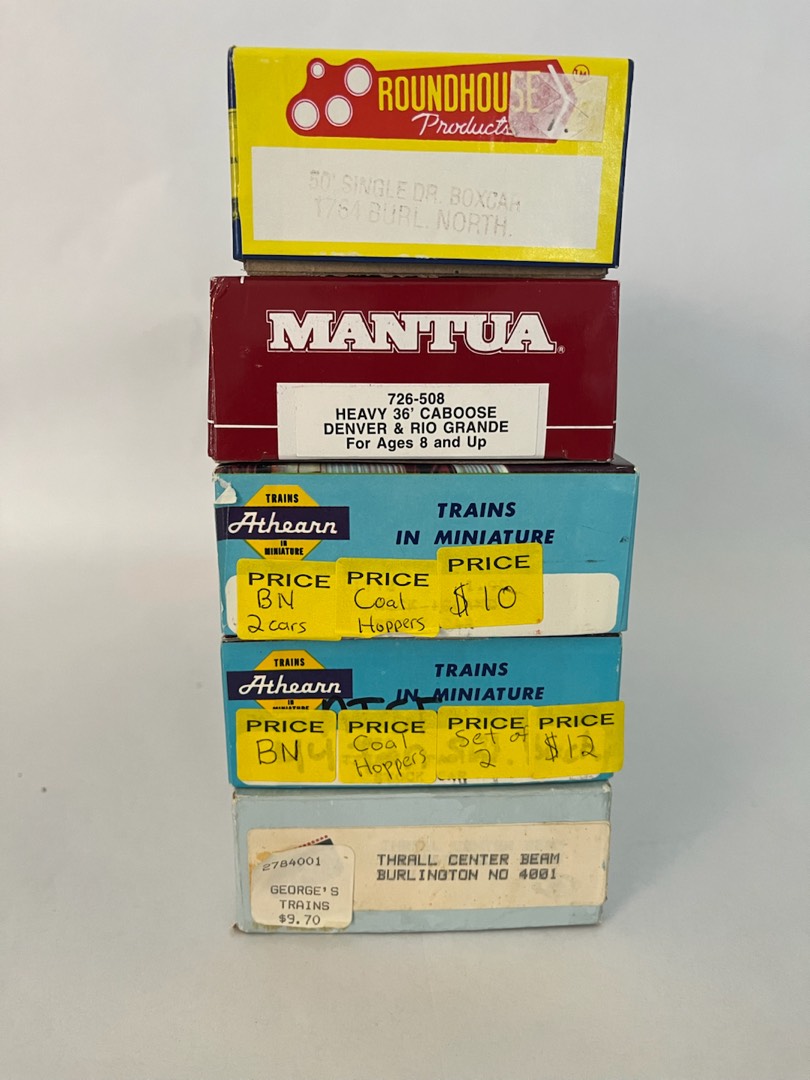 ROUNDHOUSE
TM
Products
50' SINGLE DR. BOXCAR
1764 BURL. NORTH.
MANTUA®
726-508
HEAVY 36' CABOOSE
DENVER & RIO GRANDE
For Ages 8 and Up
TRAINS
Athearn
IN
MINIATURE
TRAINS
IN MINIATURE
PRICE
BN
2 cars
PRICE
Coal
Hoppers
PRICE
$10
TRAINS
Athearn
IN
MINIATURE
TRAINS
IN MINIATURE
PRICE
BN
PRICE
Coal
Hoppers
PRICE
Set of
2
PRICE
$12
2784001
GEORGE'S
TRAINS
$9.70
THRALL CENTER BEAM
BURLINGTON NO 4001